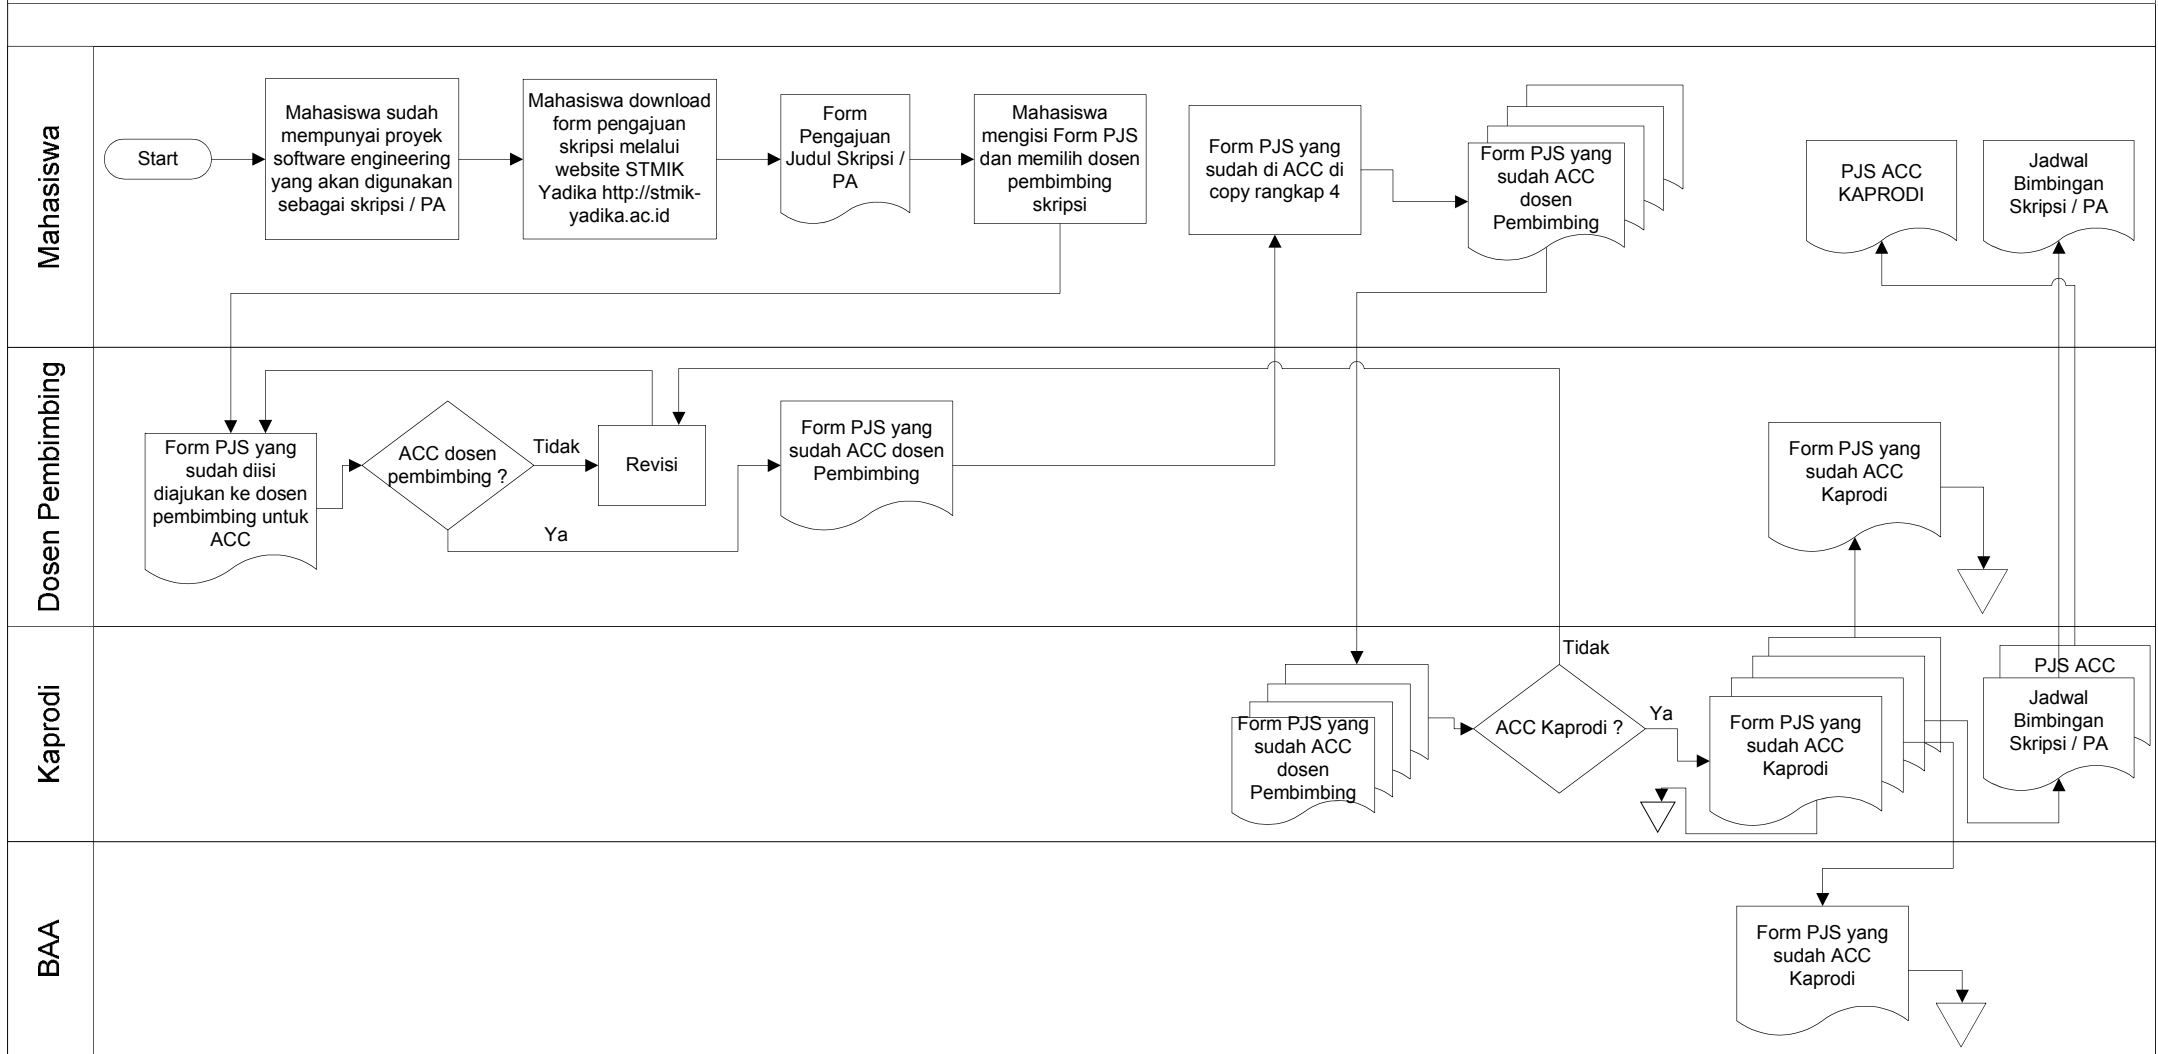 Mahasiswa
Start
Mahasiswa sudah
mempunyai proyek
software engineering
yang akan digunakan
sebagai skripsi / PA
Mahasiswa download
form pengajuan
skripsi melalui
website STMIK
Yadika http://stmik-
yadika.ac.id
Form
Pengajuan
Judul Skripsi /
PA
Mahasiswa
mengisi Form PJS
dan memilih dosen
pembimbing
skripsi
Form PJS yang
sudah di ACC di
copy rangkap 4
Form PJS yang
sudah ACC
dosen
Pembimbing
PJS ACC
KAPRODI
Jadwal
Bimbingan
Skripsi / PA
Dosen Pembimbing
Form PJS yang
sudah diisi
diajukan ke dosen
pembimbing untuk
ACC
ACC dosen
pembimbing ?
Tidak
Ya
Revisi
Form PJS yang
sudah ACC dosen
Pembimbing
Form PJS yang
sudah ACC
Kaprodi
Kaprodi
Form PJS yang
sudah ACC
dosen
Pembimbing
ACC Kaprodi ?
Tidak
Ya
Form PJS yang
sudah ACC
Kaprodi
PJS ACC
Jadwal
Bimbingan
Skripsi / PA
BAA
Form PJS yang
sudah ACC
Kaprodi